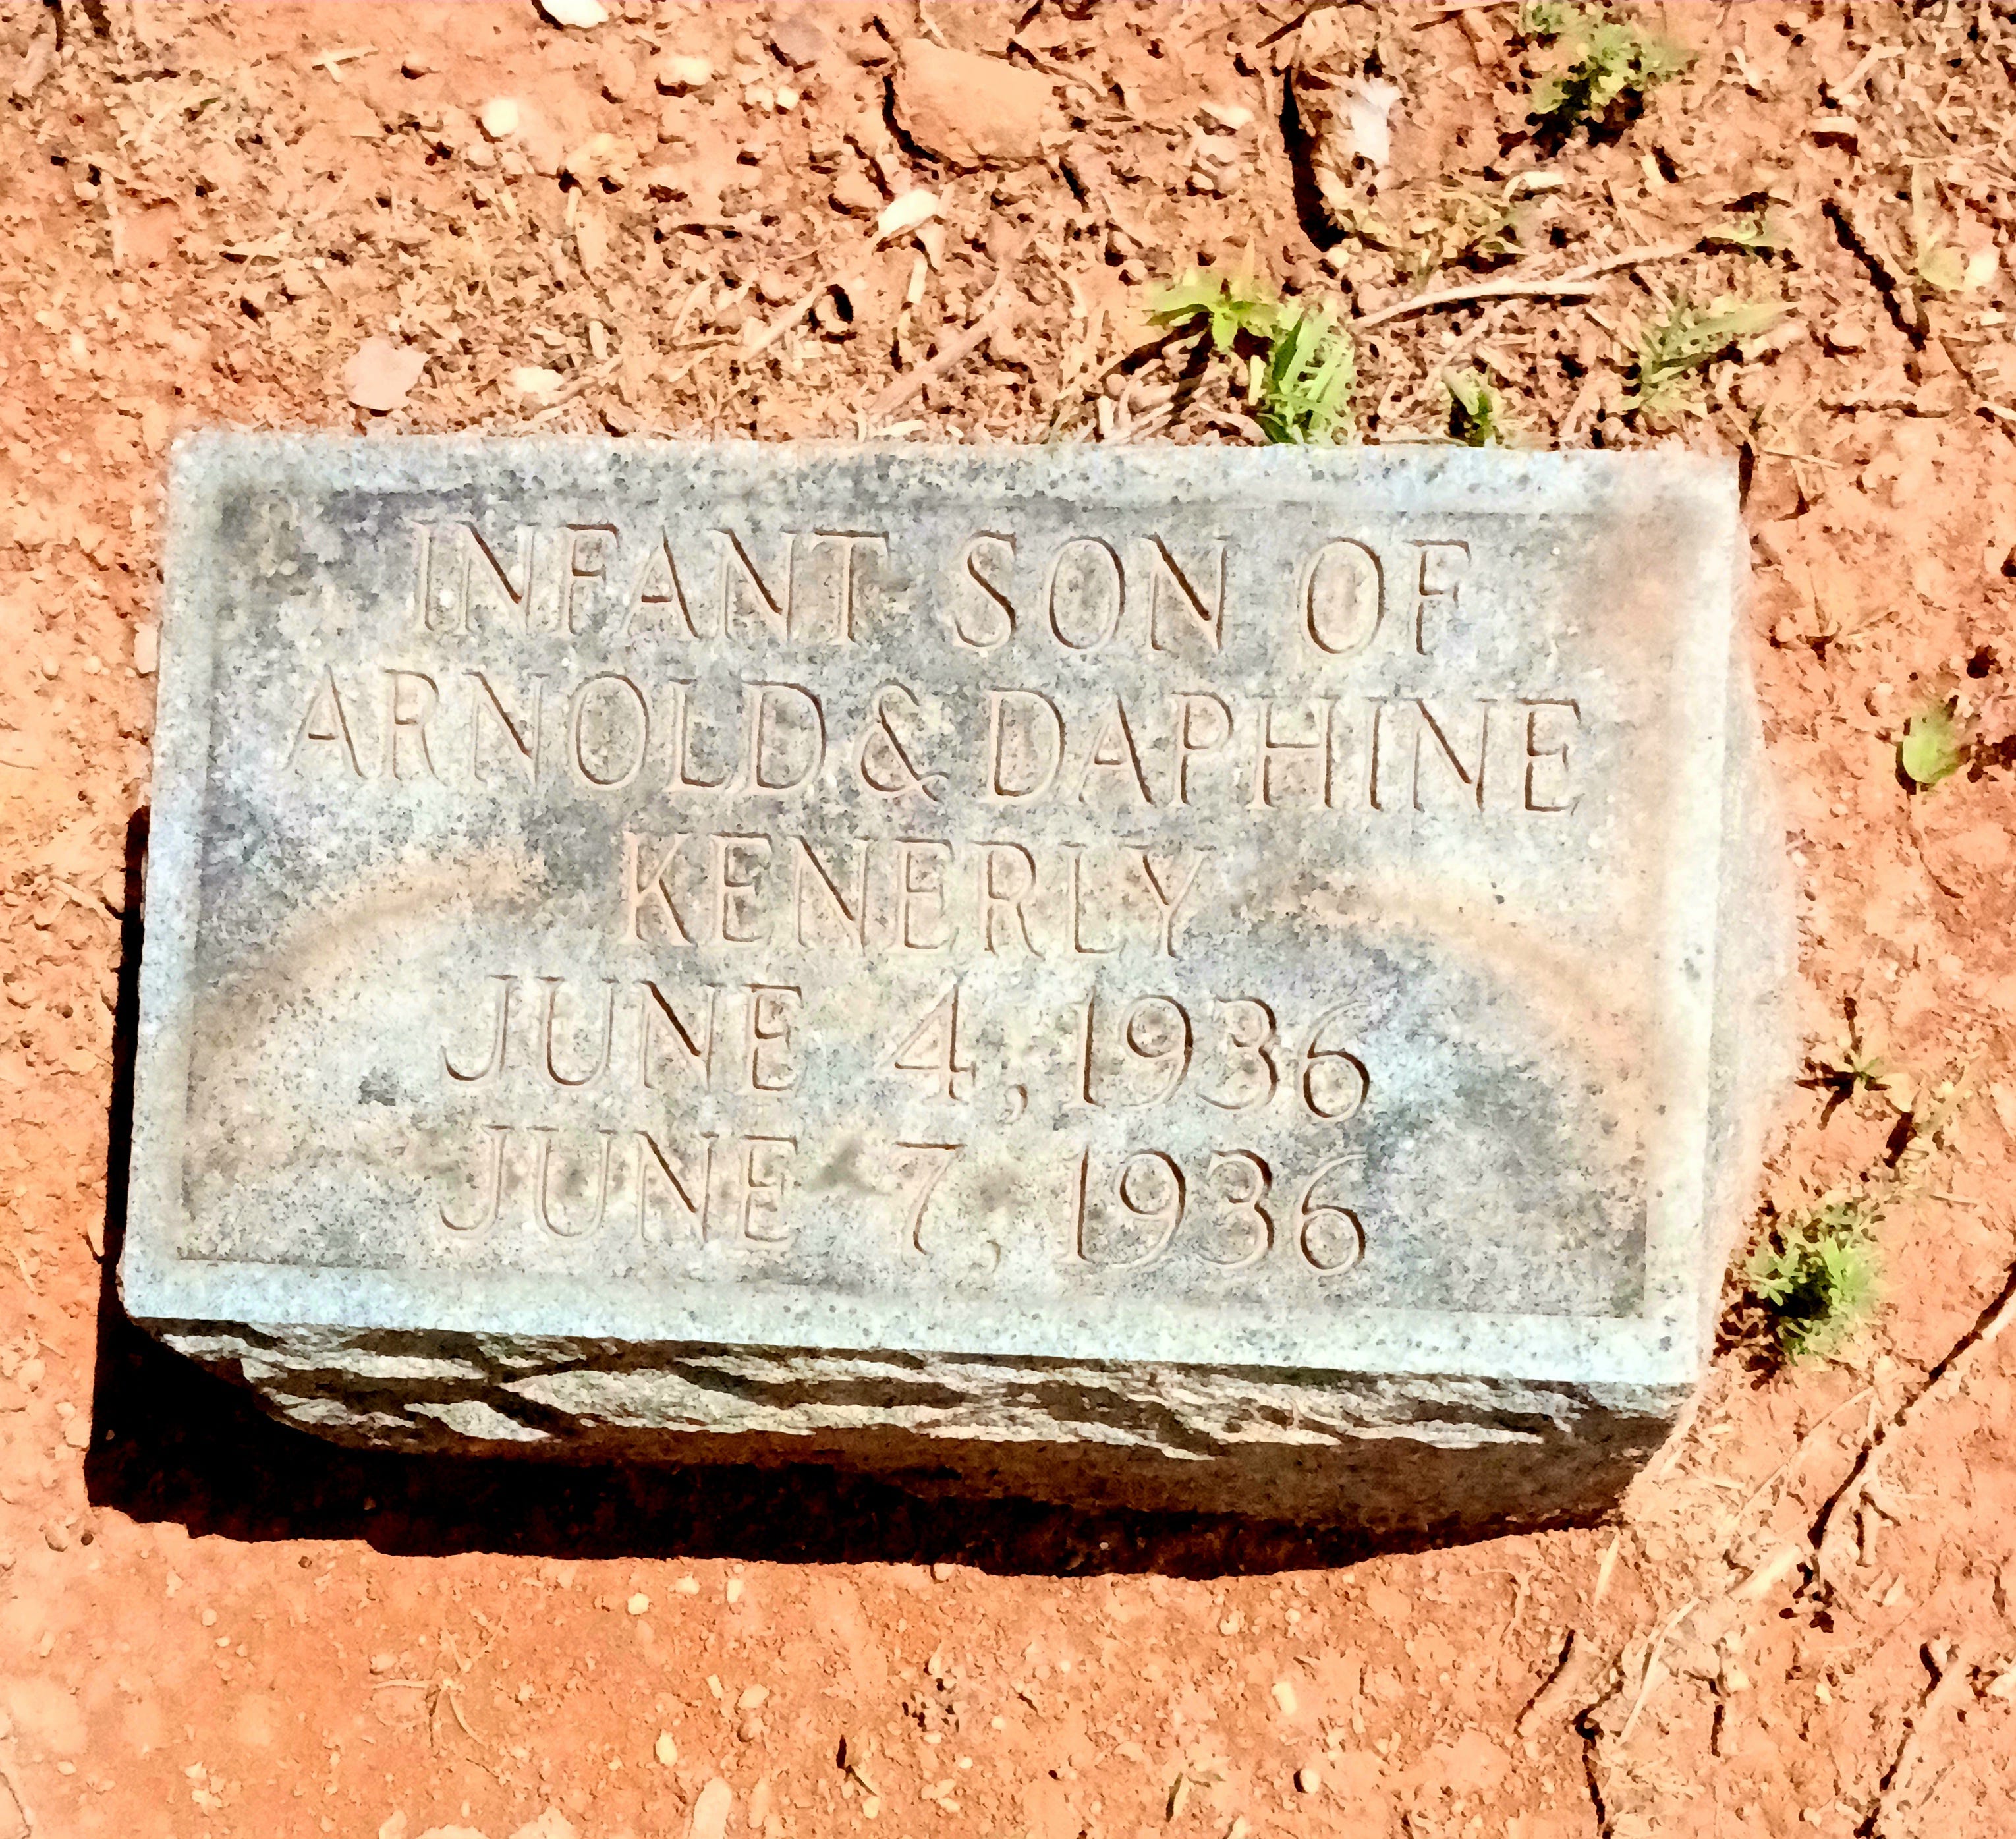 INFANT SON OF
ARNOLD & DAPHINE
KENERLY
JUNE 4, 1936
JUNE 7, 1936